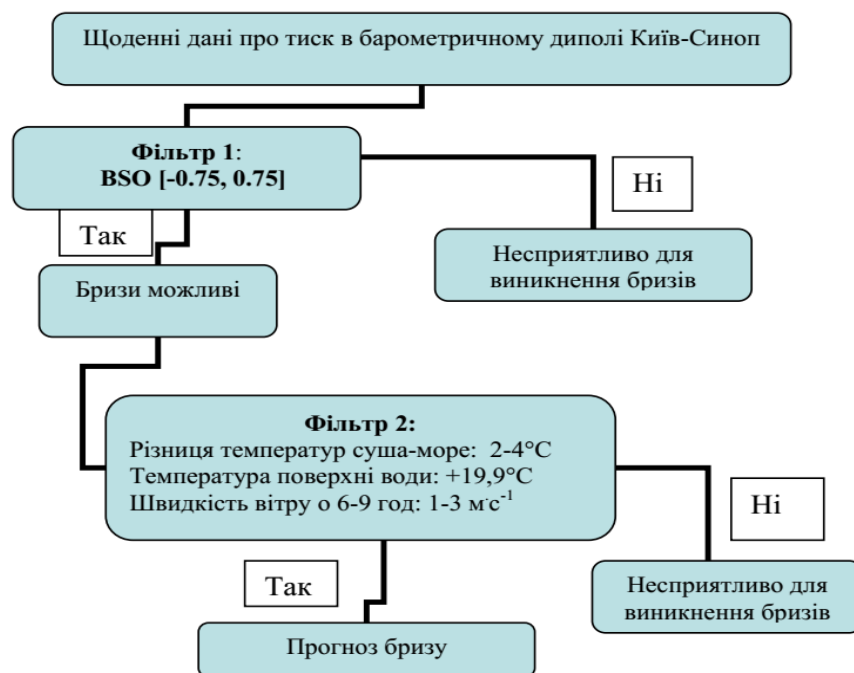 Щоденні дані про тиск в барометричному диполі Київ-Синоп
Фільтр 1:
BSO [-0.75, 0.75]
Ні
Так
Несприятливо для
виникнення бризів
Бризи можливі
Фільтр 2:
Різниця температур суша-море: 2-4°C
Температура поверхні води: +19,9°C
Швидкість вітру о 6-9 год: 1-3 м·с⁻¹
Ні
Так
Несприятливо для
виникнення бризів
Прогноз бризу